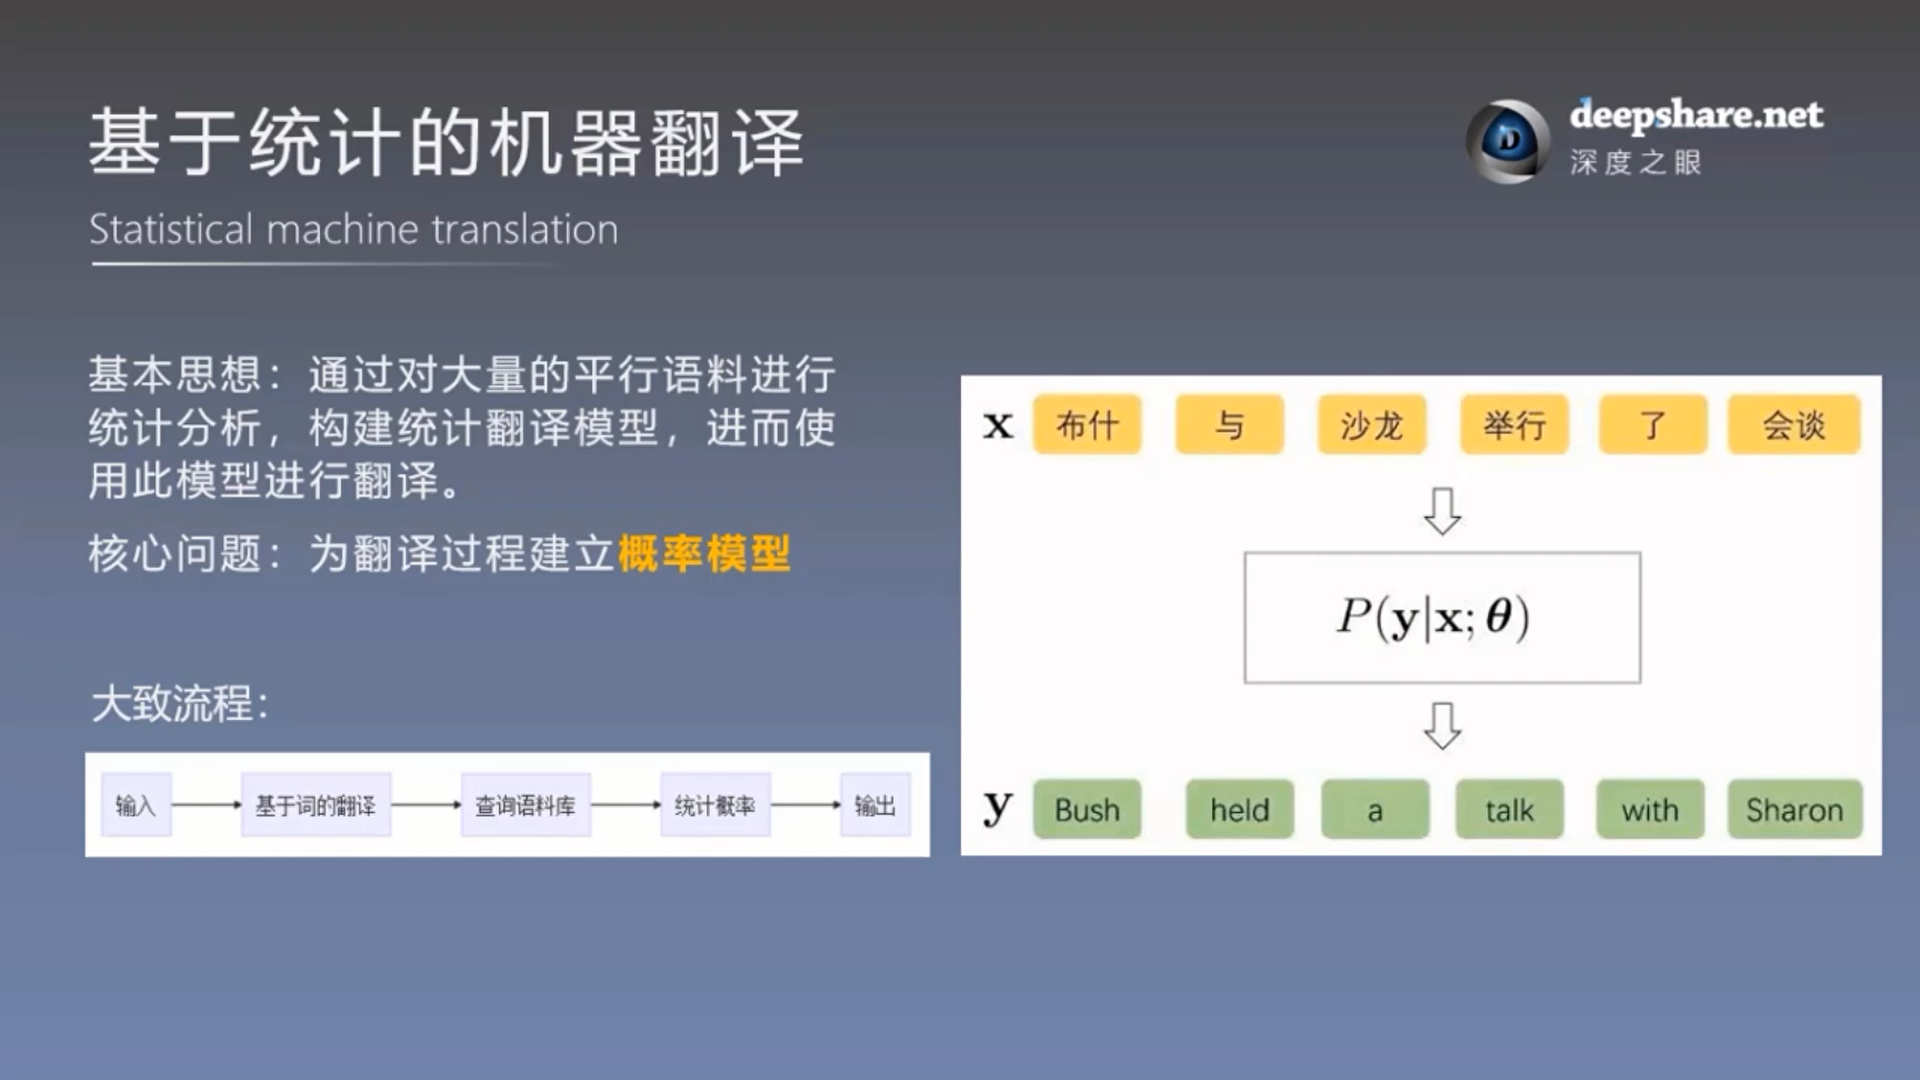 基于统计的机器翻译
Statistical machine translation
deepshare.net
深度之眼
基本思想：通过对大量的平行语料进行
统计分析，构建统计翻译模型，进而使
用此模型进行翻译。
核心问题：为翻译过程建立概率模型
大致流程：
输入 基于词的翻译 查询语料库 统计概率 输出
x 布什 与 沙龙 举行 了 会谈
P(y|x; θ)
y Bush held a talk with Sharon